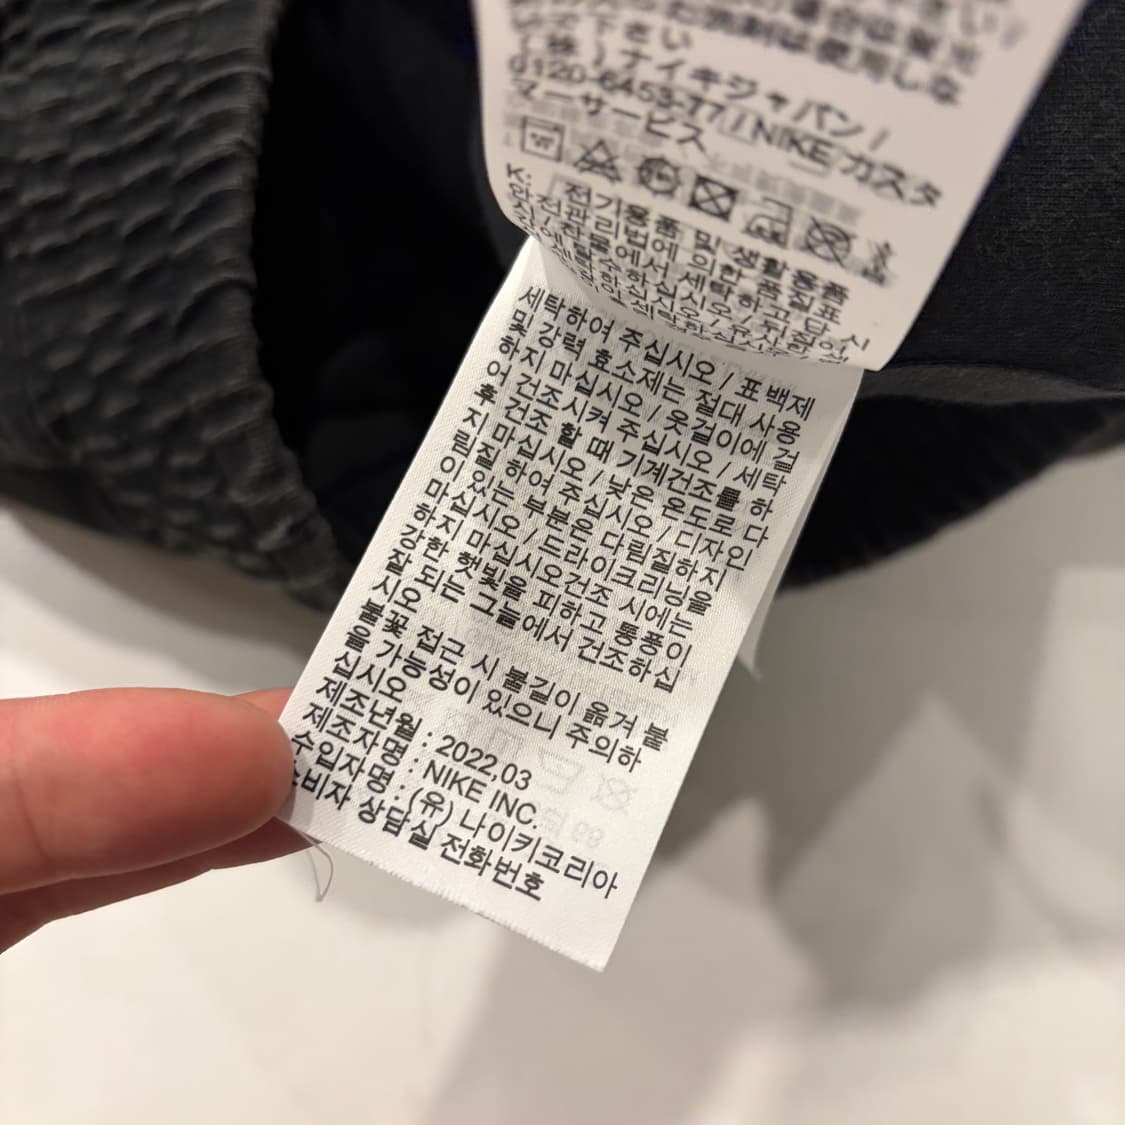 下さい
(株)ナイキジャパン/
0120-6453-77/NIKE カスタ
マーサービス
K:
전기용품 및 생활용품
안전관리법에 의한 품질표
세탁하여 주십시오/표백제
및 강력 효소제는 절대 사용
하지 마십시오/옷걸이에 걸
어 건조시켜 주십시오/세탁
후 건조할 때 기계건조를 하
지 마십시오/낮은 온도로 다
림질하여 주십시오/디자인
이 있는 부분은 다림질하지
마십시오/드라이크리닝을
하지 마십시오건조 시에는
강한 햇빛을 피하고 통풍이
잘 되는 그늘에서 건조하십
시오
불꽃 접근 시 불길이 옮겨 붙
을 가능성이 있으니 주의하
십시오
제조년월 : 2022,03
제조자명 : NIKE INC.
수입자명 : (유) 나이키코리아
소비자 상담실 전화번호